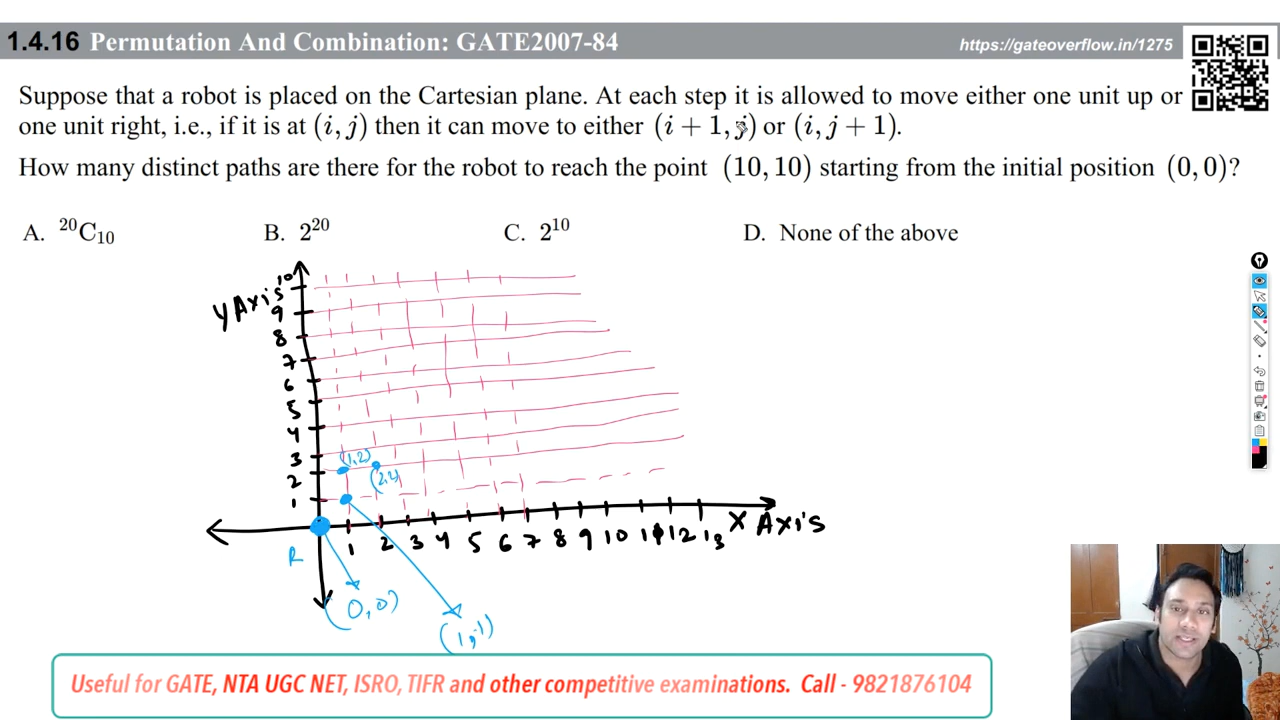 1.4.16 Permutation And Combination: GATE2007-84
https://gateoverflow.in/1275
Suppose that a robot is placed on the Cartesian plane. At each step it is allowed to move either one unit up or
one unit right, i.e., if it is at (i, j) then it can move to either (i + 1, j) or (i, j + 1).
How many distinct paths are there for the robot to reach the point (10, 10) starting from the initial position (0, 0)?
A. ²⁰C₁₀ B. 2²⁰ C. 2¹⁰ D. None of the above
10
Y Axis
9
8
7
6
5
4
3
2
1
(1,2)
(2,2)
1 2 3 4 5 6 7 8 9 10 11 12 13 X Axis
R
(0,0)
(1,1)
Useful for GATE, NTA UGC NET, ISRO, TIFR and other competitive examinations. Call - 9821876104